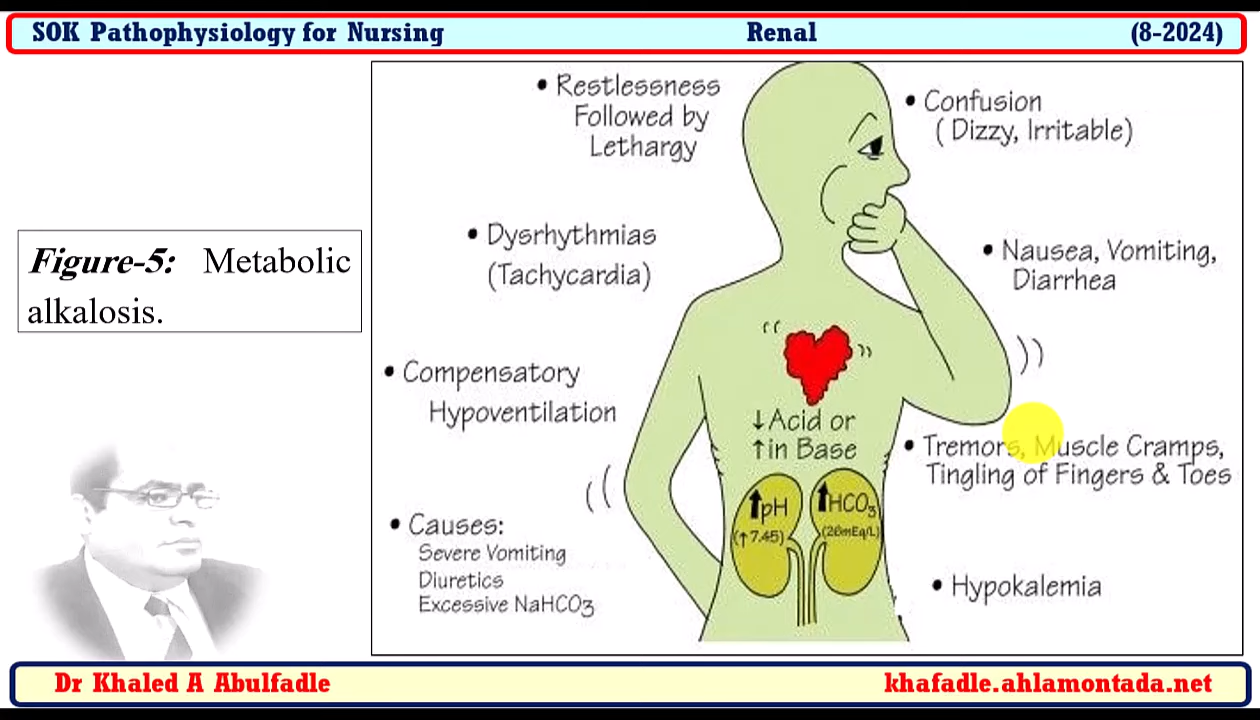 SOK Pathophysiology for Nursing Renal (8-2024)
• Restlessness
Followed by
Lethargy
• Confusion
( Dizzy, Irritable)
Figure-5: Metabolic
alkalosis.
• Dysrhythmias
(Tachycardia)
• Nausea, Vomiting,
Diarrhea
• Compensatory
Hypoventilation
↓Acid or
↑in Base
• Tremors, Muscle Cramps,
Tingling of Fingers & Toes
↑pH
(↑7.45)
↑HCO3
(26mEq/L)
• Causes:
Severe Vomiting
Diuretics
Excessive NaHCO3
• Hypokalemia
Dr Khaled A Abulfadle khafadle.ahlamontada.net